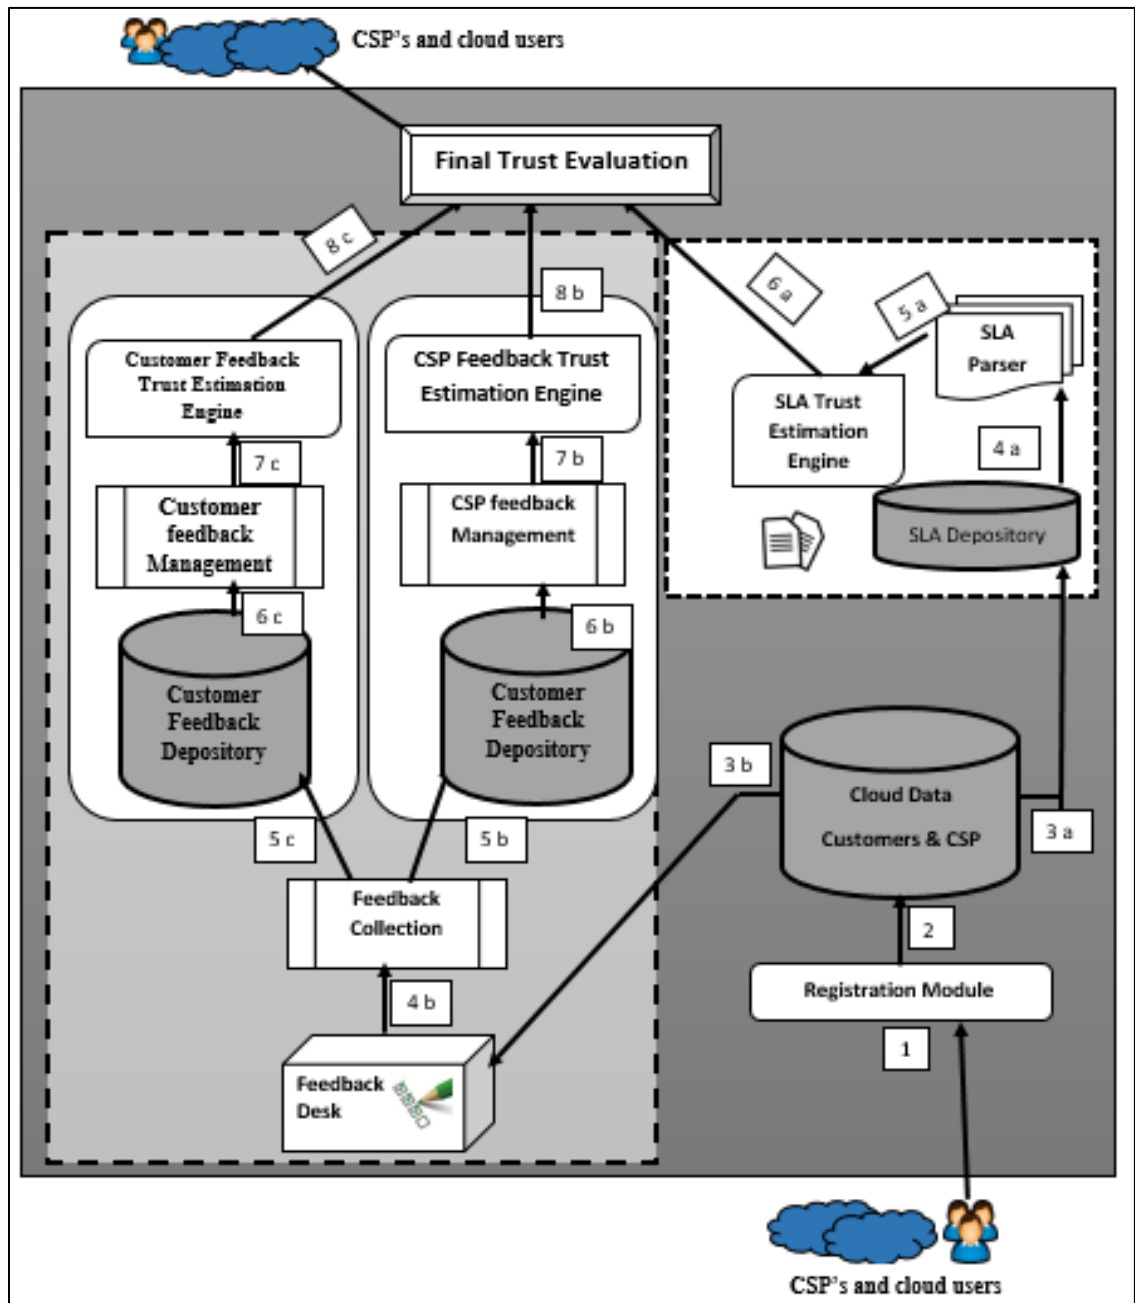 CSP's and cloud users
Final Trust Evaluation
8 c
8 b
6 a
5 a
SLA
Parser
Customer Feedback
Trust Estimation
Engine
CSP Feedback Trust
Estimation Engine
SLA Trust
Estimation
Engine
4 a
7 c
7 b
Customer
feedback
Management
CSP feedback
Management
SLA Depository
6 c
6 b
Customer
Feedback
Depository
Customer
Feedback
Depository
3 b
Cloud Data
Customers & CSP
3 a
5 c
5 b
Feedback
Collection
2
4 b
Registration Module
1
Feedback
Desk
CSP's and cloud users